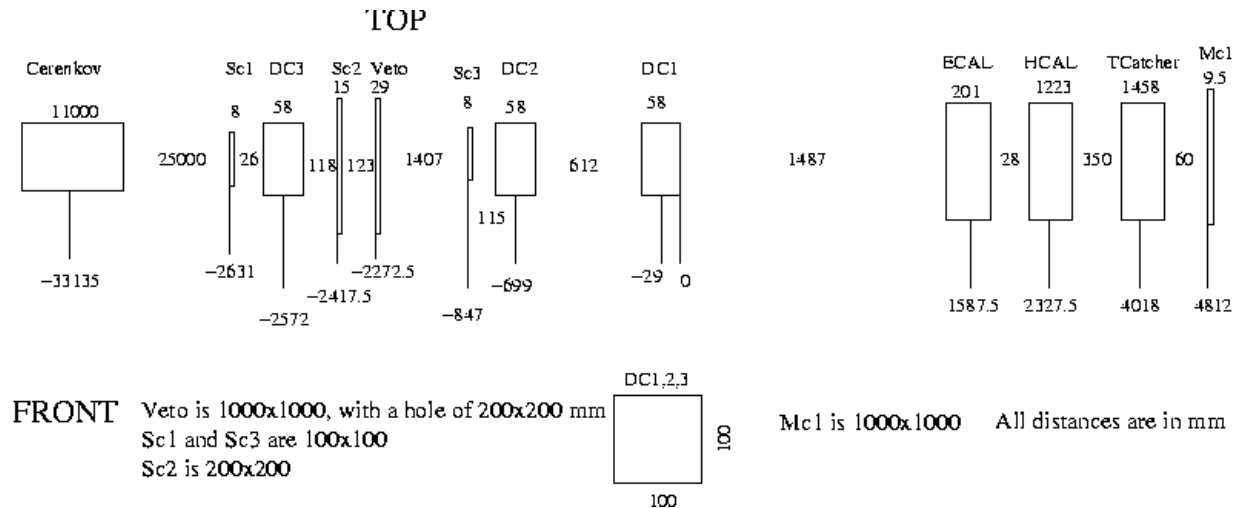 TOP
Cerenkov Sc1 DC3 Sc2 Veto Sc3 DC2 DC1 ECAL HCAL TCatcher Mc1
11000 8 58 15 29 8 58 58 201 1223 1458 9.5
25000 26 118 123 1407 115 612 1487 28 350 60
−33135 −2631 −2572 −2417.5 −2272.5 −847 −699 −29 0 1587.5 2327.5 4018 4812
DC1,2,3
FRONT Veto is 1000x1000, with a hole of 200x200 mm
Sc1 and Sc3 are 100x100
Sc2 is 200x200
100
100
Mc1 is 1000x1000 All distances are in mm